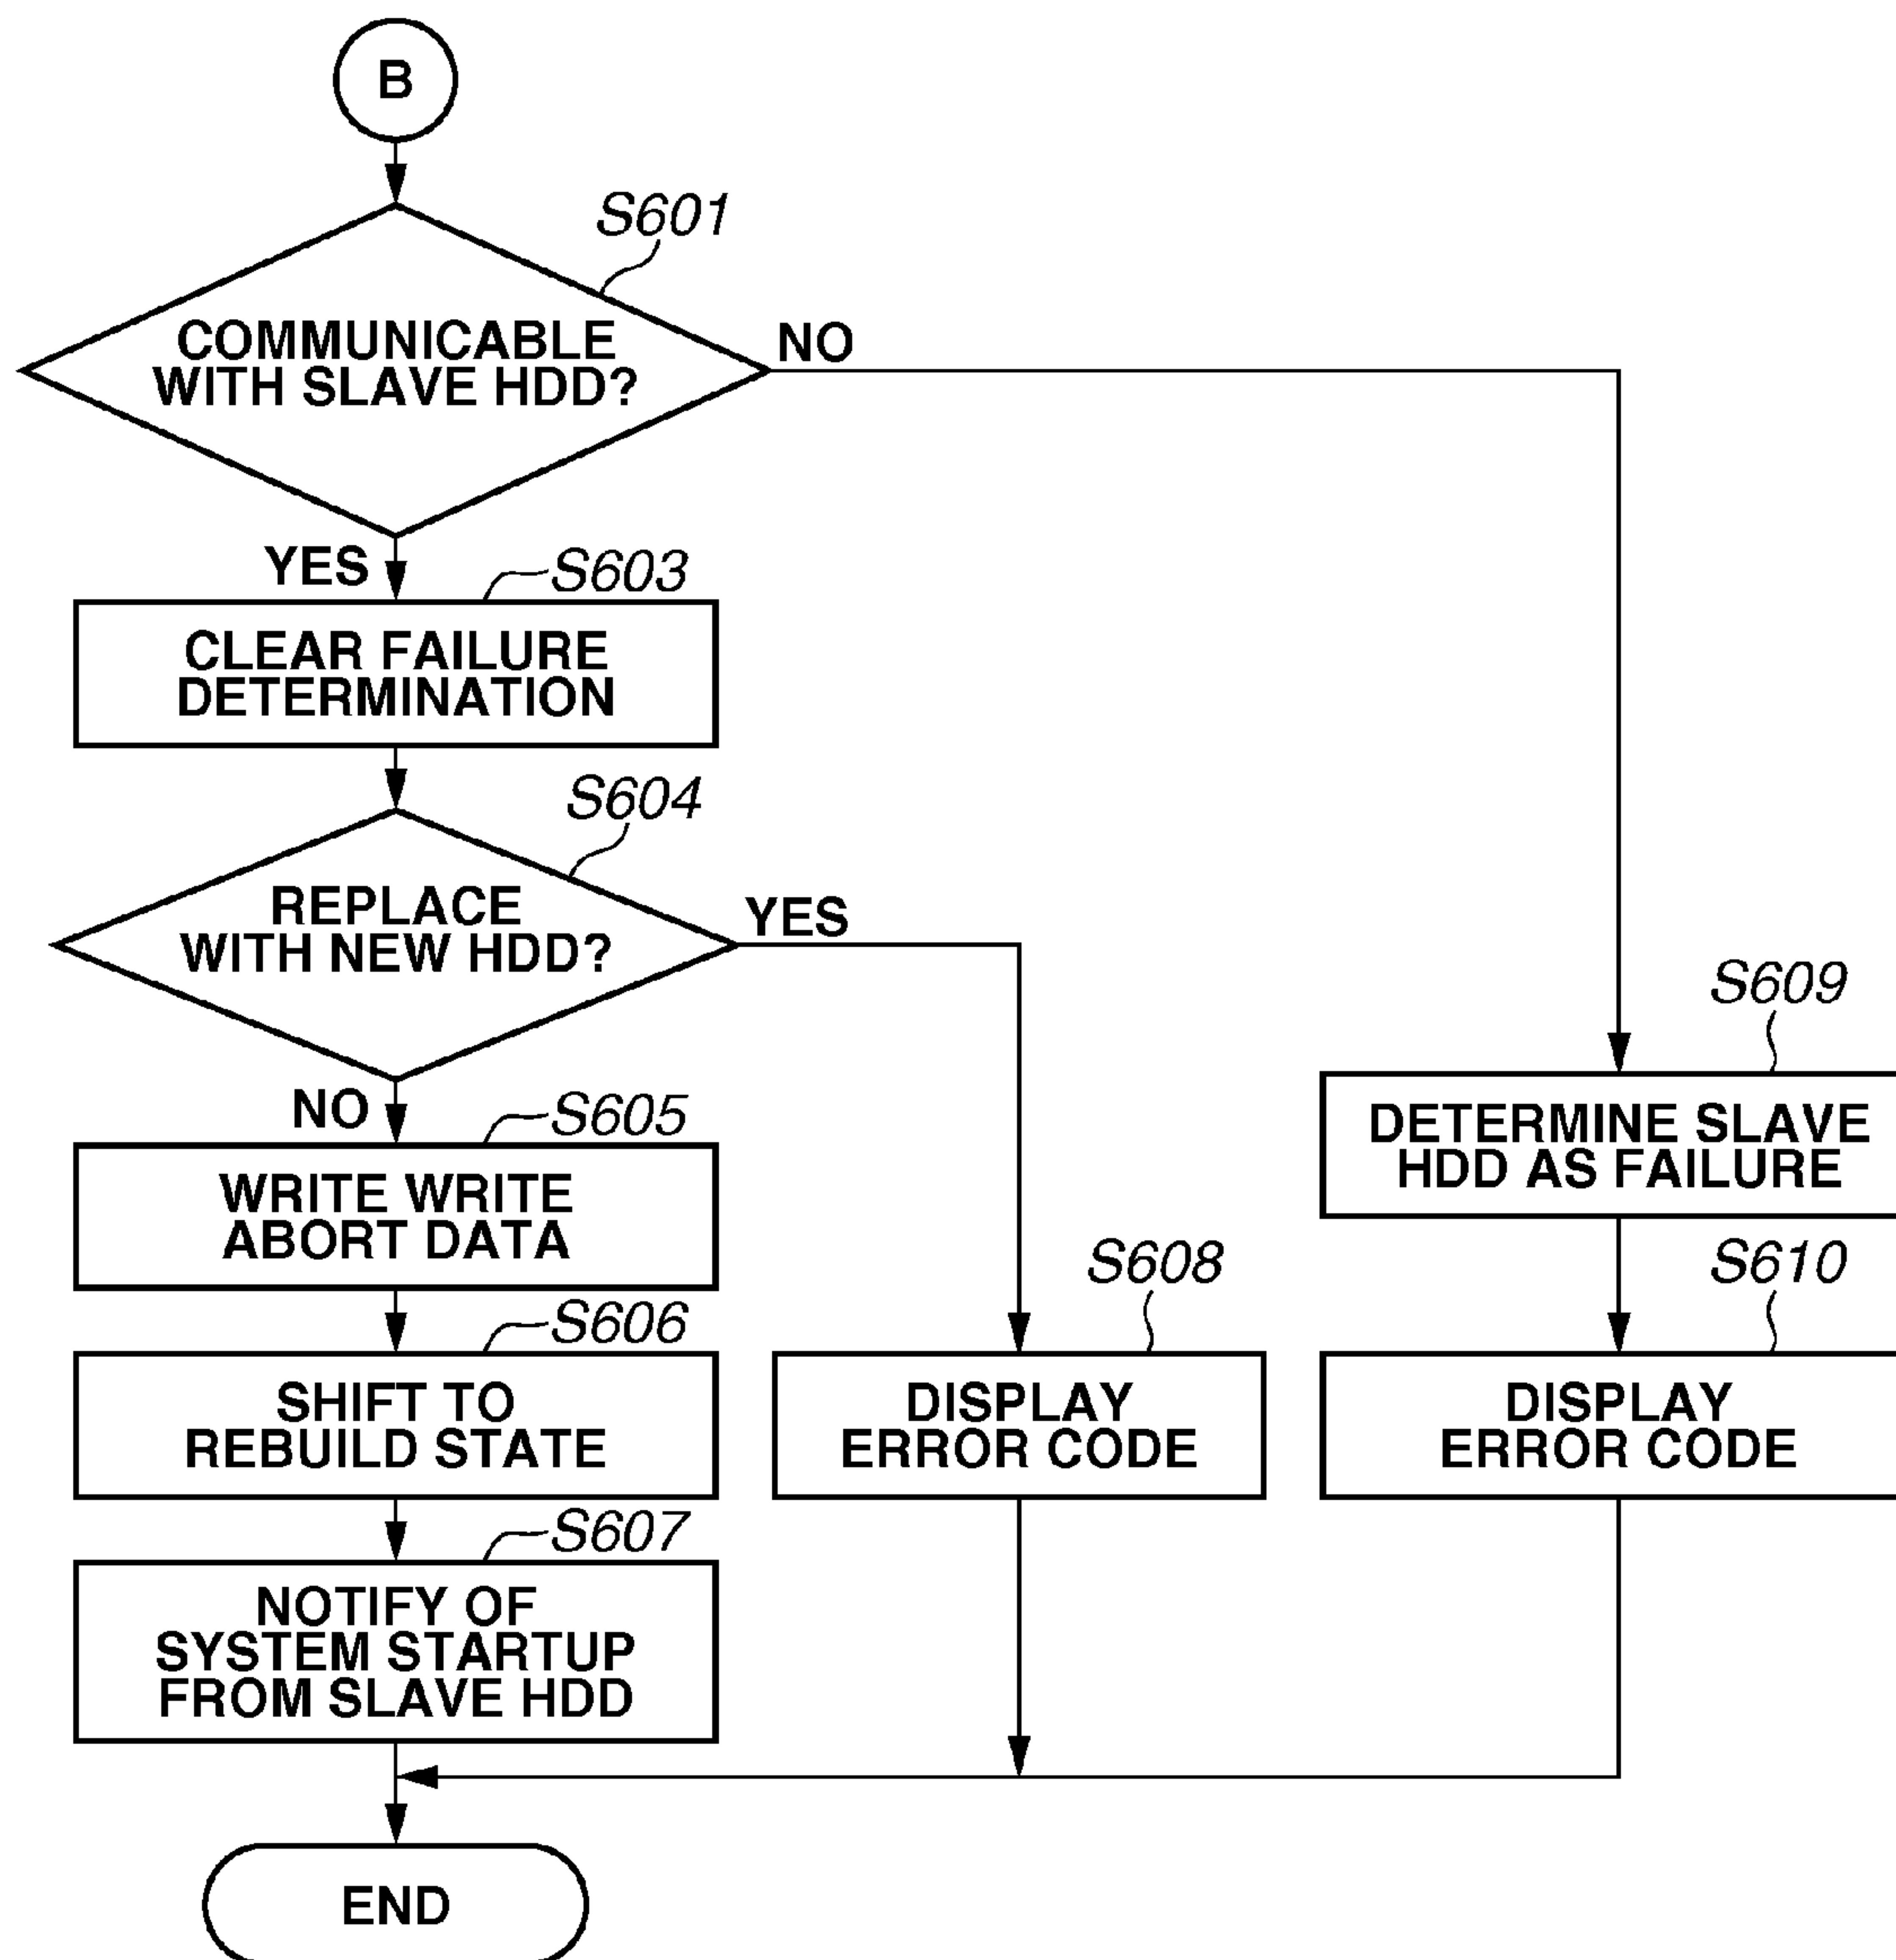 B
S601
COMMUNICABLE
WITH SLAVE HDD?
NO
YES
S603
CLEAR FAILURE
DETERMINATION
S604
REPLACE
WITH NEW HDD?
YES
NO
S605
WRITE WRITE
ABORT DATA
S606
SHIFT TO
REBUILD STATE
S607
NOTIFY OF
SYSTEM STARTUP
FROM SLAVE HDD
S608
DISPLAY
ERROR CODE
S609
DETERMINE SLAVE
HDD AS FAILURE
S610
DISPLAY
ERROR CODE
END